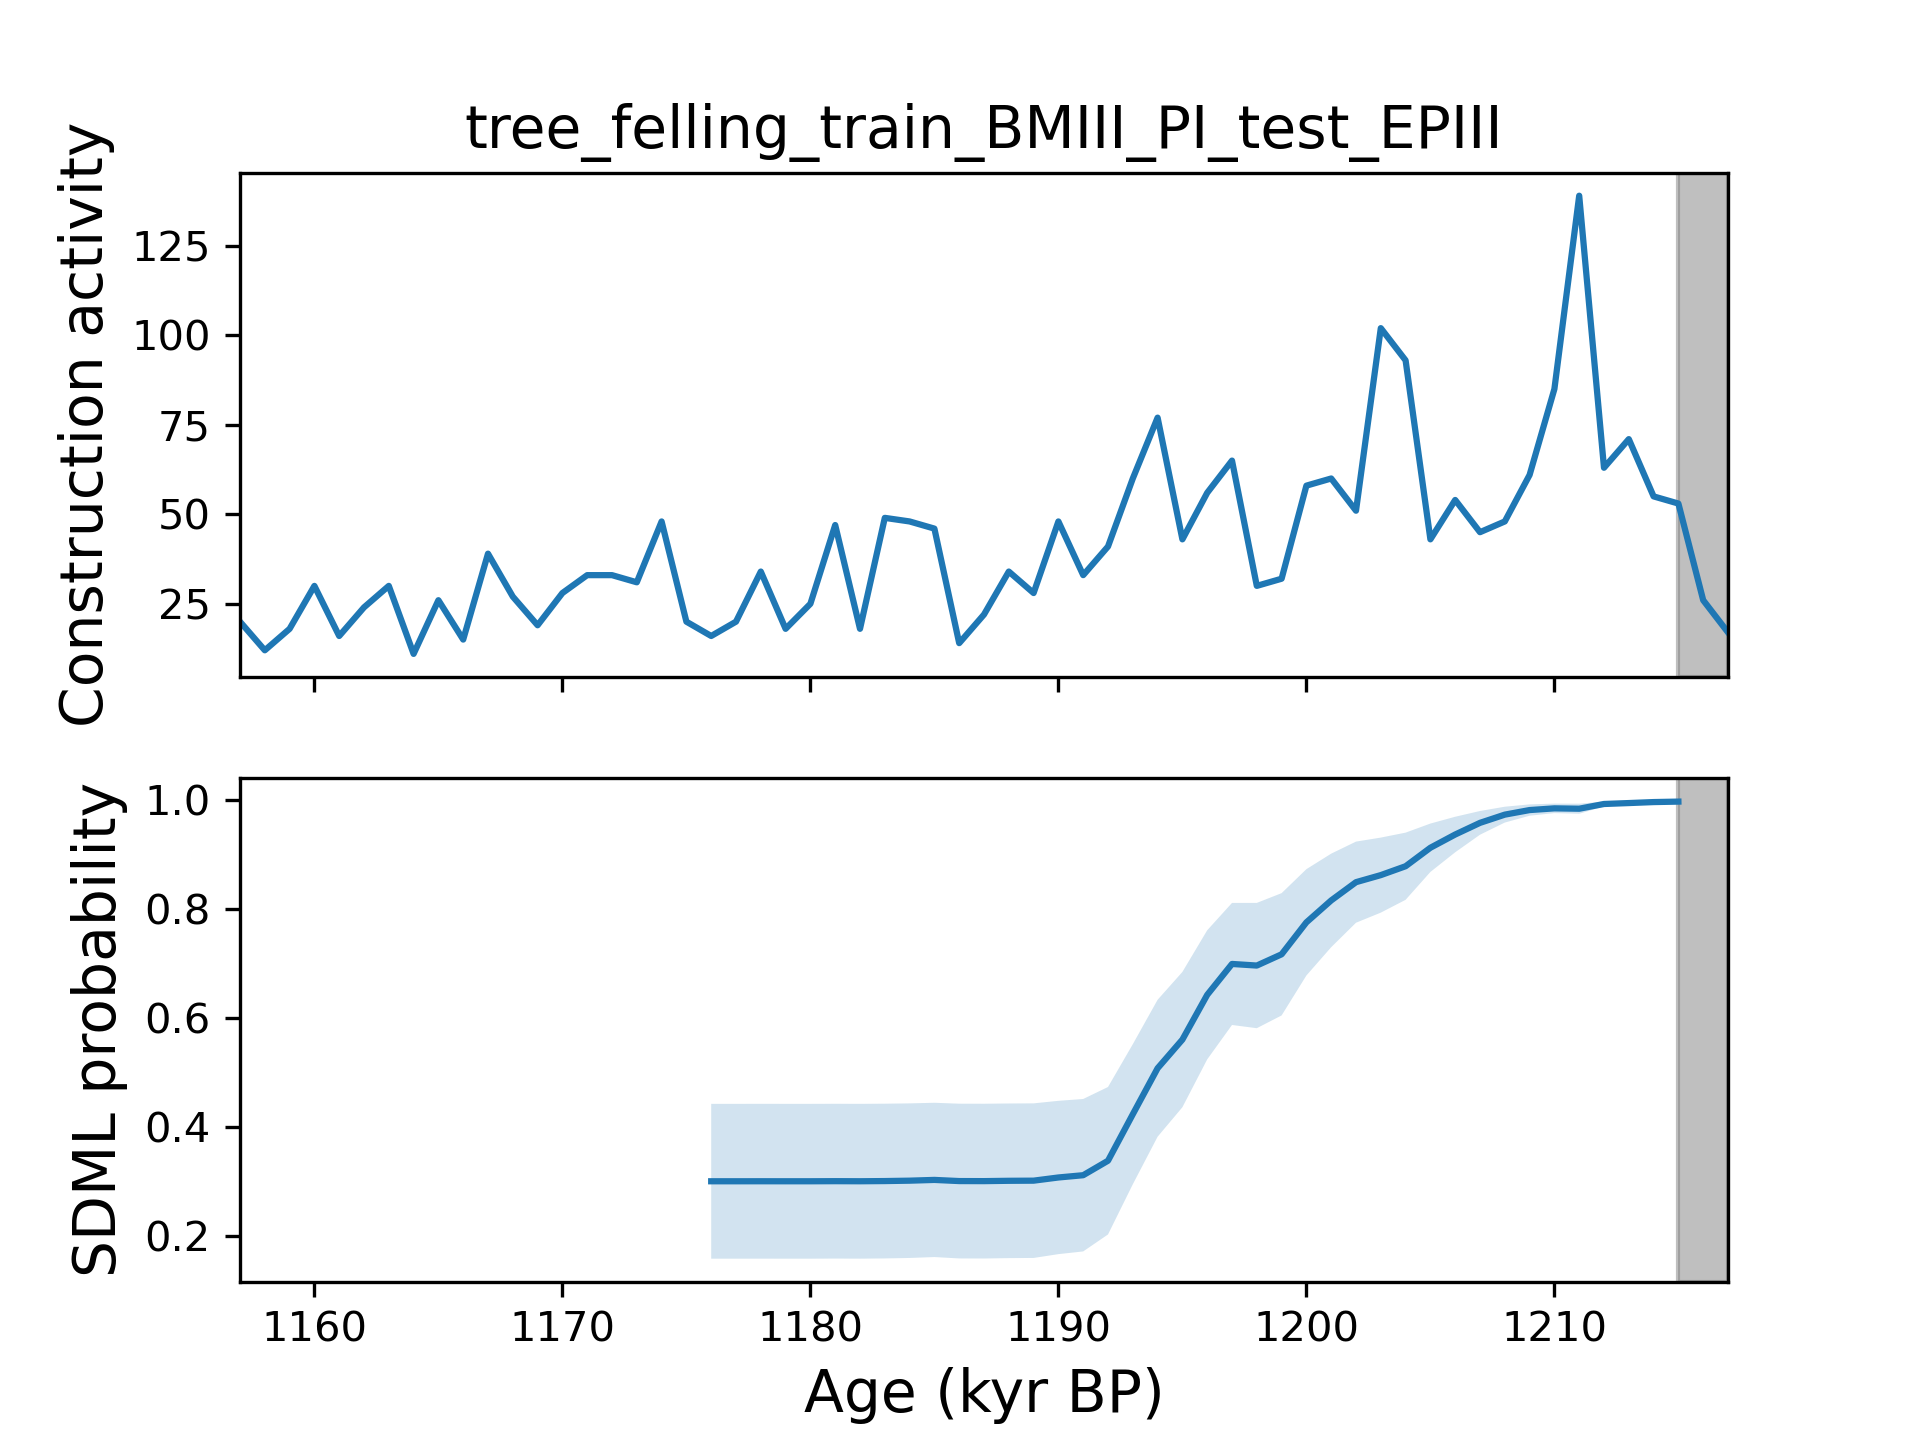 tree_felling_train_BMIII_PI_test_EPIII
Construction activity
125
100
75
50
25
SDML probability
1.0
0.8
0.6
0.4
0.2
1160 1170 1180 1190 1200 1210
Age (kyr BP)